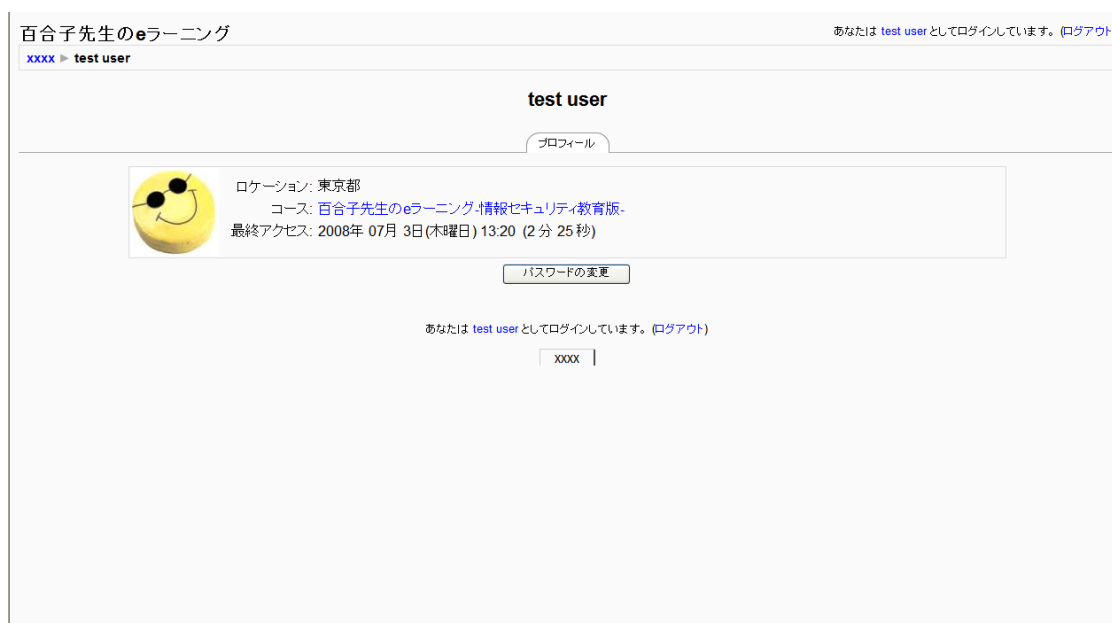 百合子先生のeラーニング
あなたは test user としてログインしています。(ログアウト
xxxx ► test user
test user
プロフィール
ロケーション: 東京都
コース: 百合子先生のeラーニング-情報セキュリティ教育版-
最終アクセス: 2008年 07月 3日(木曜日) 13:20 (2 分 25 秒)
パスワードの変更
あなたは test user としてログインしています。(ログアウト)
xxxx